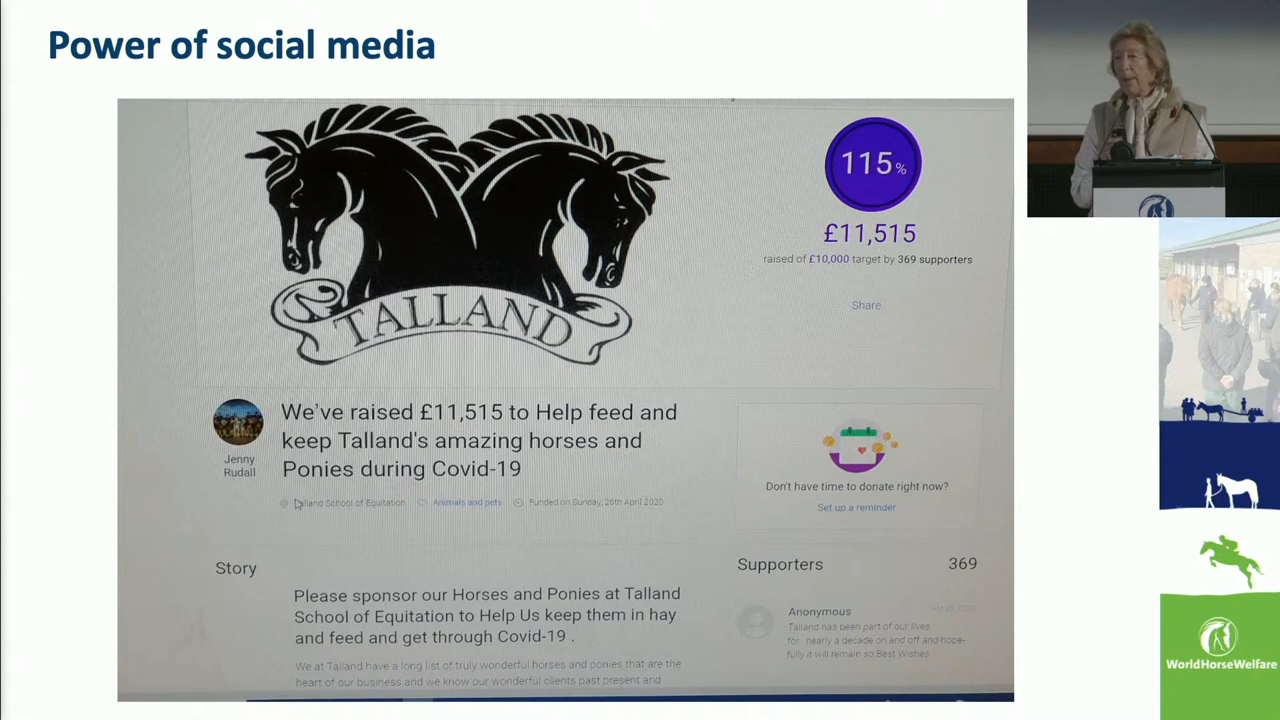 Power of social media
TALLAND
115%
£11,515
raised of £10,000 target by 369 supporters
Share
Jenny
Rudall
We've raised £11,515 to Help feed and
keep Talland's amazing horses and
Ponies during Covid-19
Talland School of Equitation
Animals and pets
Funded on Sunday, 26th April 2020
Don't have time to donate right now?
Set up a reminder
Story
Please sponsor our Horses and Ponies at Talland
School of Equitation to Help Us keep them in hay
and feed and get through Covid-19 .
We at Talland have a long list of truly wonderful horses and ponies that are the
heart of our business and we know our wonderful clients past present and
Supporters
369
Anonymous
Talland has been part of our lives
for.. nearly a decade on and off and hope-
fully it will remain so.Best Wishes
WorldHorseWelfare